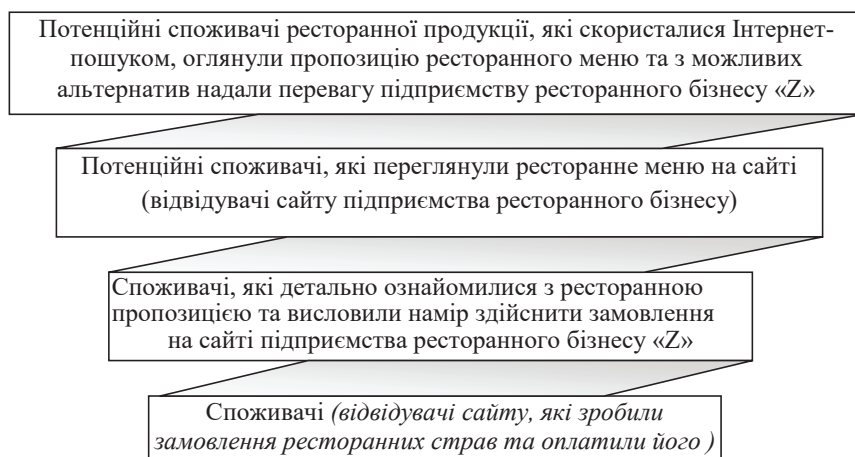 Потенційні споживачі ресторанної продукції, які скористалися Інтернет-
пошуком, оглянули пропозицію ресторанного меню та з можливих
альтернатив надали перевагу підприємству ресторанного бізнесу «Z»
Потенційні споживачі, які переглянули ресторанне меню на сайті
(відвідувачі сайту підприємства ресторанного бізнесу)
Споживачі, які детально ознайомилися з ресторанною
пропозицією та висловили намір здійснити замовлення
на сайті підприємства ресторанного бізнесу «Z»
Споживачі (відвідувачі сайту, які зробили
замовлення ресторанних страв та оплатили його )